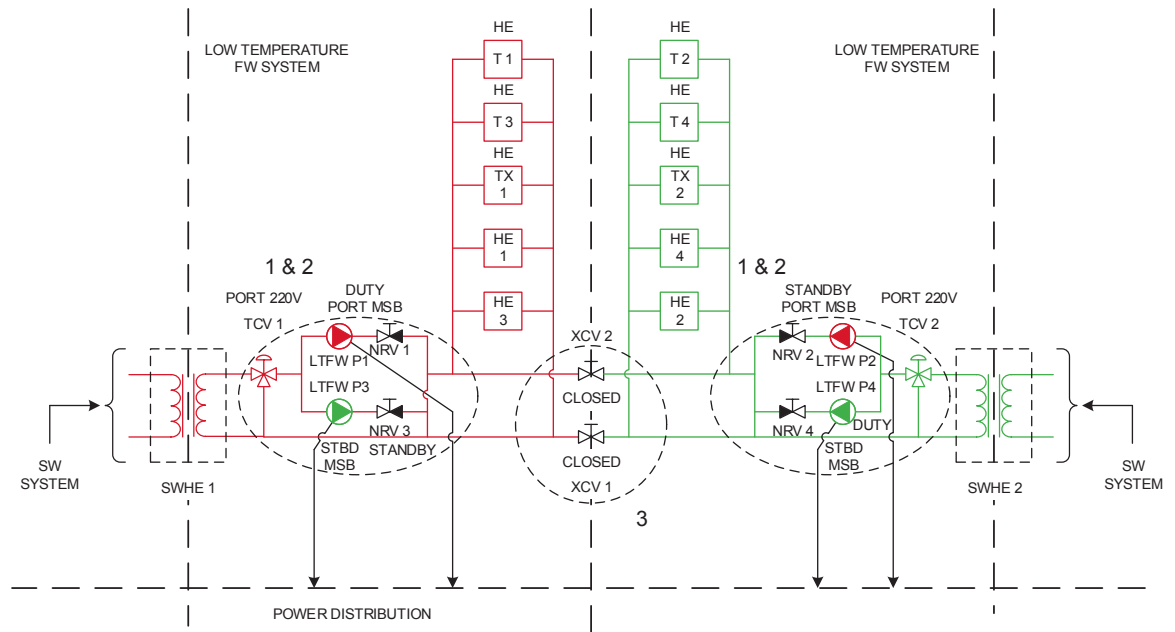 LOW TEMPERATURE
FW SYSTEM
HE
T 1
HE
T 3
HE
TX
1
HE
1
HE
3
HE
T 2
HE
T 4
HE
TX
2
HE
4
HE
2
LOW TEMPERATURE
FW SYSTEM
1 & 2
PORT 220V
TCV 1
DUTY
PORT MSB
NRV 1
LTFW P1
LTFW P3
NRV 3
STANDBY
STBD
MSB
XCV 2
CLOSED
CLOSED
XCV 1
3
1 & 2
STANDBY
PORT MSB
PORT 220V
TCV 2
NRV 2
LTFW P2
LTFW P4
NRV 4
DUTY
STBD
MSB
SW
SYSTEM
SWHE 1
SWHE 2
SW
SYSTEM
POWER DISTRIBUTION